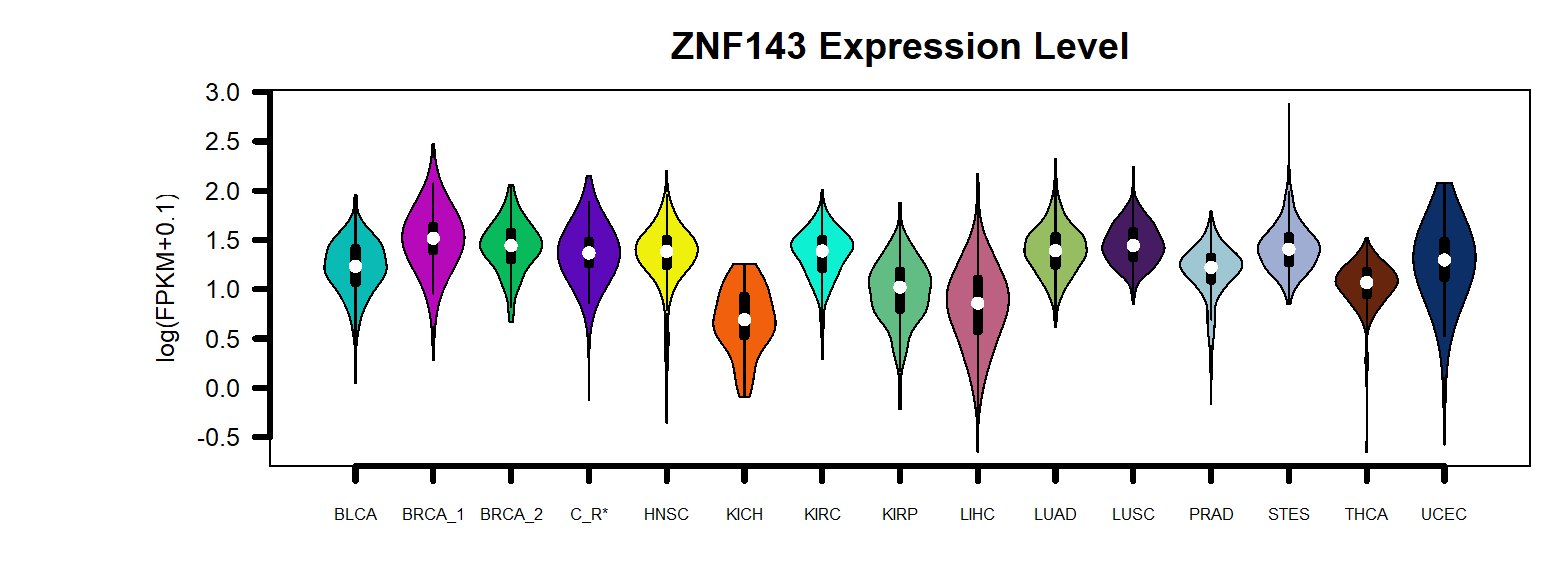 ZNF143 Expression Level
log(FPKM+0.1)
3.0
2.5
2.0
1.5
1.0
0.5
0.0
-0.5
BLCA BRCA_1 BRCA_2 C_R* HNSC KICH KIRC KIRP LIHC LUAD LUSC PRAD STES THCA UCEC